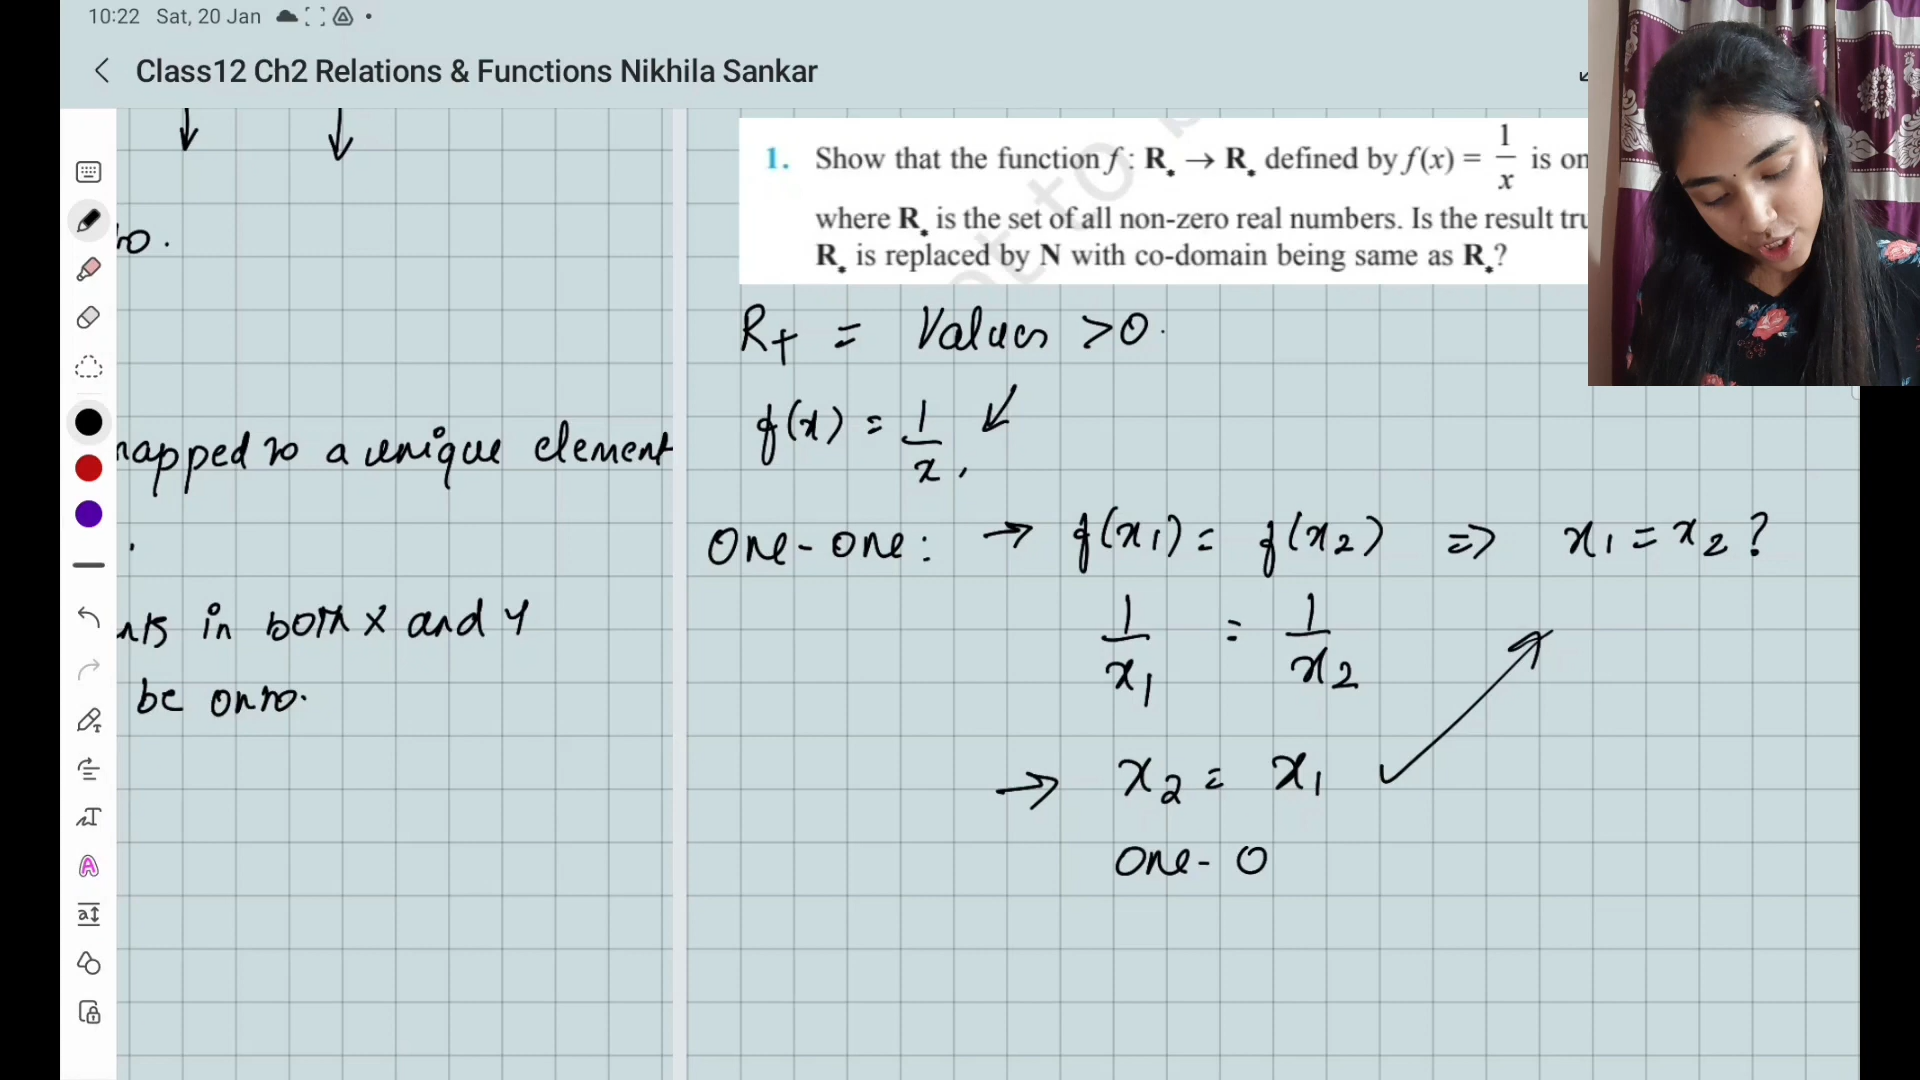 10:22 Sat, 20 Jan
Class12 Ch2 Relations & Functions Nikhila Sankar
1. Show that the function f : R* → R* defined by f(x) = 1/x is on
where R* is the set of all non-zero real numbers. Is the result tru
R* is replaced by N with co-domain being same as R*?
mapped to a unique element
in both X and Y
be onto.
R+ = Values >0.
f(x) = 1/x,
One-one: → f(x1) = f(x2) => x1 = x2 ?
1/x1 = 1/x2
→ x2 = x1
One- O